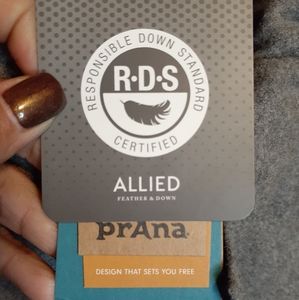 RESPONSIBLE DOWN STANDARD
R·D·S
CERTIFIED
ALLIED
FEATHER & DOWN
prAna
DESIGN THAT SETS YOU FREE